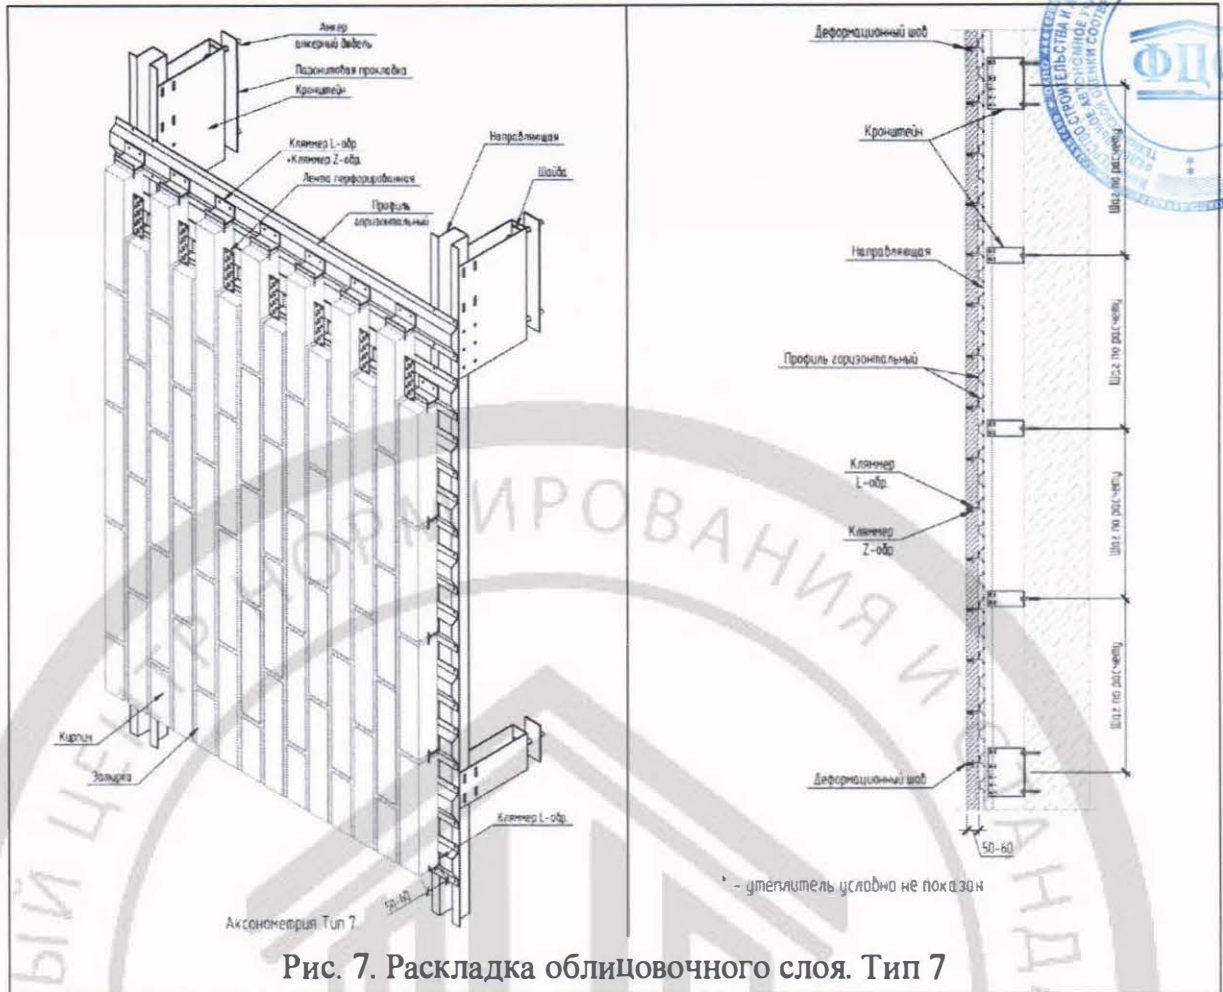 Анкер
анкерный дюбель
Паронитовая прокладка
Кронштейн
Кляммер L-обр
+Кляммер Z-обр.
Лента перфорированная
Профиль
горизонтальный
Направляющая
Шайба
Кирпич
Затирка
Кляммер L-обр.
50-60
Аксонометрия. Тип 7.
Деформационный шов
Кронштейн
Направляющая
Профиль горизонтальный
Кляммер
L-обр.
Кляммер
Z-обр
Деформационный шов
Шаг по расчету
Шаг по расчету
Шаг по расчету
Шаг по расчету
50-60
* - утеплитель условно не показан
ФЦ
НОРМИРОВАНИЯ И
Рис. 7. Раскладка облицовочного слоя. Тип 7